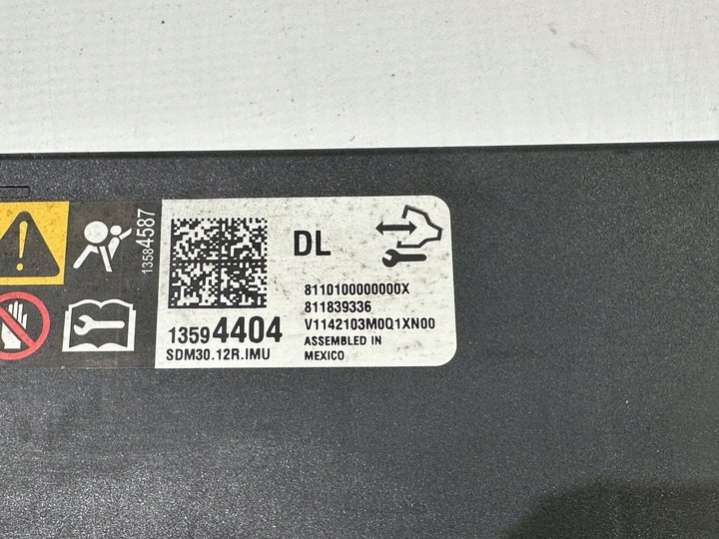 13584587
DL
8110100000000X
811839336
V1142103M0Q1XN00
ASSEMBLED IN
MEXICO
13594404
SDM30.12R.IMU